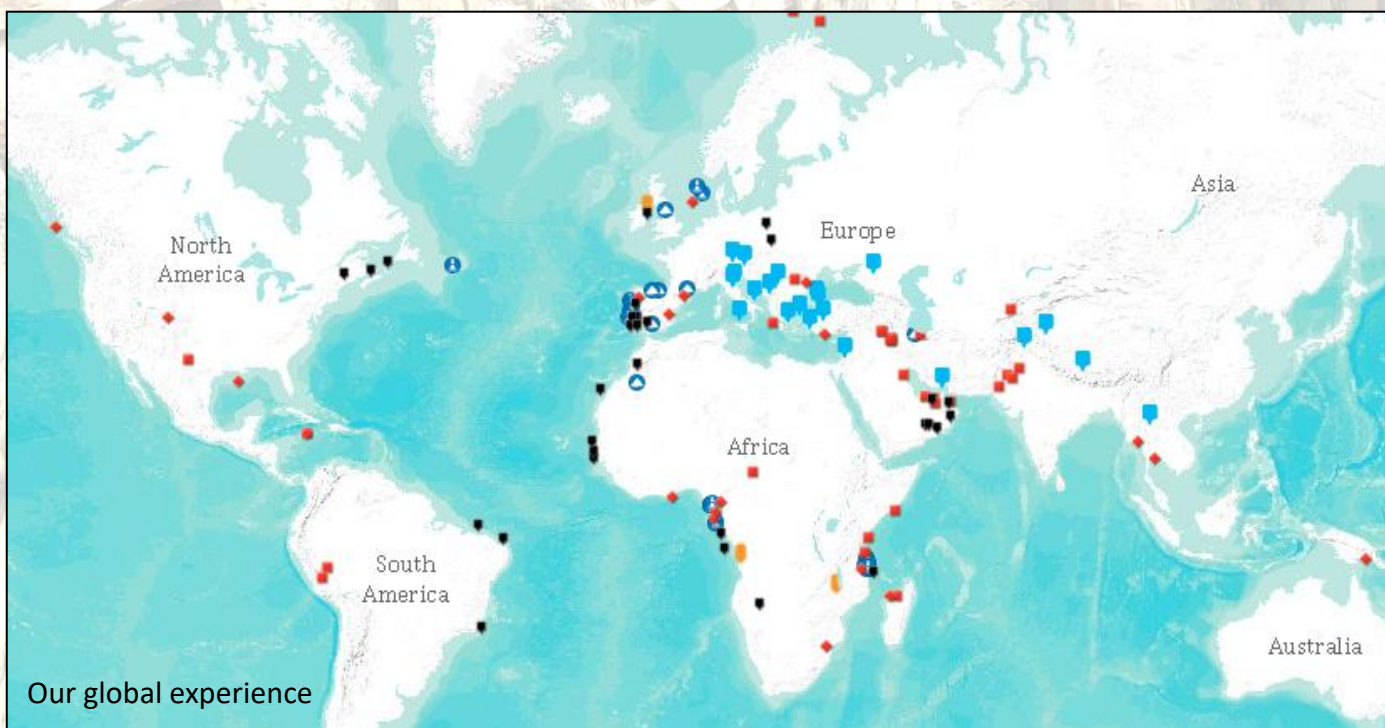 Asia
Europe
North
America
Africa
South
America
Australia
Our global experience